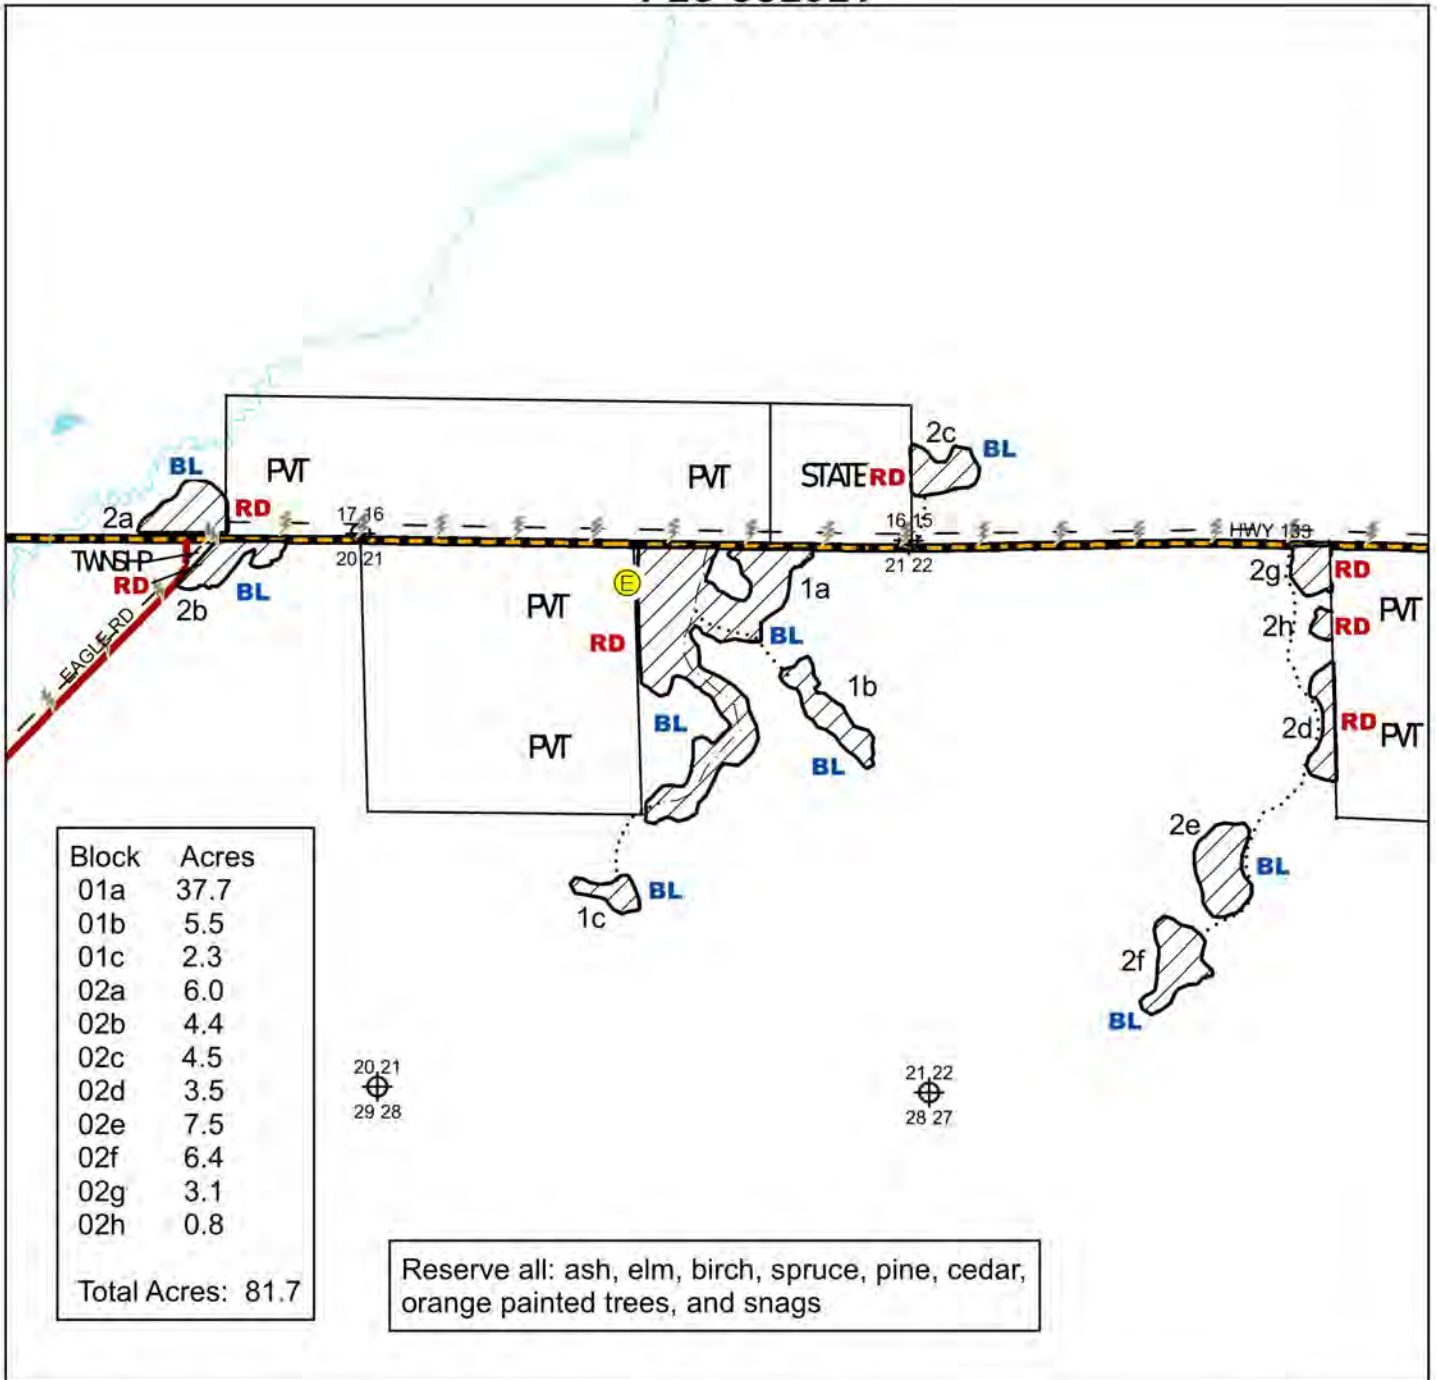 2c
BL
BL
PVT
PVT
STATE
RD
2a
RD
17 16
16 15
HWY 133
TWNSHP
20 21
21 22
2g
RD
RD
BL
E
PVT
1a
PVT
2b
2h
RD
EAGLE RD
RD
BL
1b
BL
2d
RD
PVT
PVT
BL
2e
BL
Block Acres
01a 37.7
01b 5.5
01c 2.3
02a 6.0
02b 4.4
02c 4.5
02d 3.5
02e 7.5
02f 6.4
02g 3.1
02h 0.8
Total Acres: 81.7
BL
1c
2f
BL
20 21
29 28
21 22
28 27
Reserve all: ash, elm, birch, spruce, pine, cedar,
orange painted trees, and snags